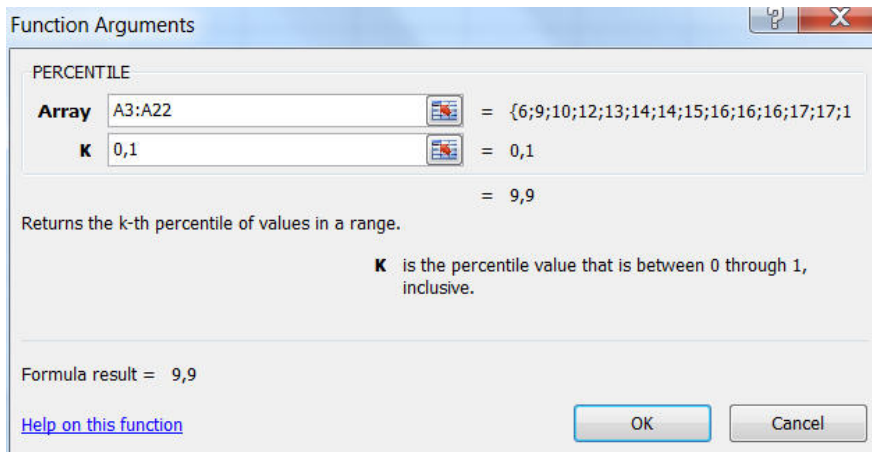 Function Arguments
PERCENTILE
Array A3:A22 = {6;9;10;12;13;14;14;15;16;16;16;17;17;1
K 0,1 = 0,1
= 9,9
Returns the k-th percentile of values in a range.
K is the percentile value that is between 0 through 1,
inclusive.
Formula result = 9,9
Help on this function
OK Cancel